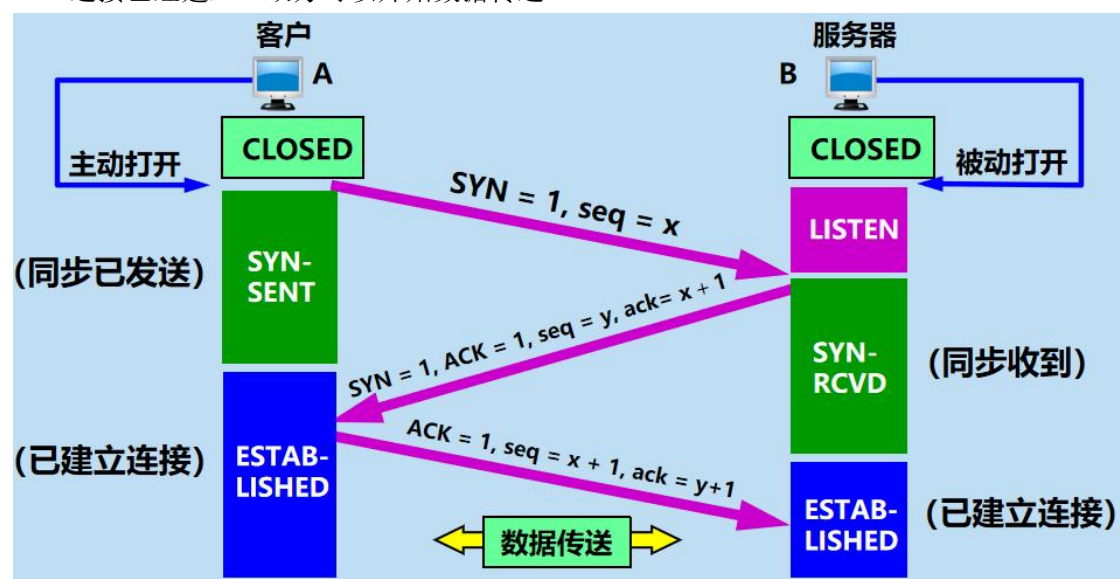 客户
服务器
A
B
CLOSED
CLOSED
主动打开
被动打开
SYN = 1, seq = x
LISTEN
(同步已发送)
SYN-
SENT
SYN = 1, ACK = 1, seq = y, ack= x + 1
SYN-
RCVD
(同步收到)
ACK = 1, seq = x + 1, ack = y+1
(已建立连接)
ESTAB-
LISHED
ESTAB-
LISHED
(已建立连接)
数据传送